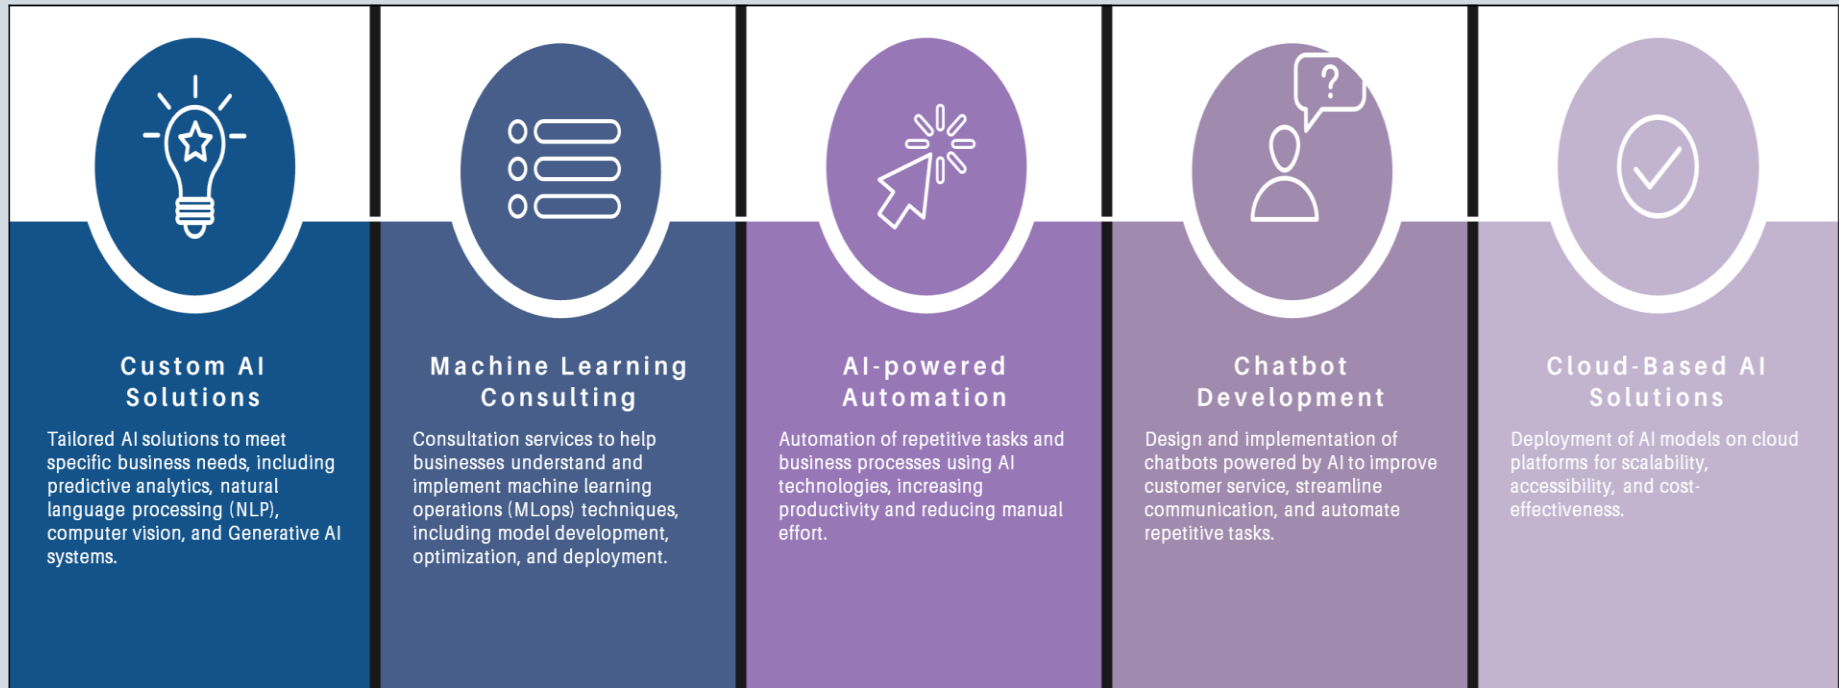 ?
Custom AI
Solutions
Tailored AI solutions to meet
specific business needs, including
predictive analytics, natural
language processing (NLP),
computer vision, and Generative AI
systems.
Machine Learning
Consulting
Consultation services to help
businesses understand and
implement machine learning
operations (MLops) techniques,
including model development,
optimization, and deployment.
AI-powered
Automation
Automation of repetitive tasks and
business processes using AI
technologies, increasing
productivity and reducing manual
effort.
Chatbot
Development
Design and implementation of
chatbots powered by AI to improve
customer service, streamline
communication, and automate
repetitive tasks.
Cloud-Based AI
Solutions
Deployment of AI models on cloud
platforms for scalability,
accessibility, and cost-
effectiveness.